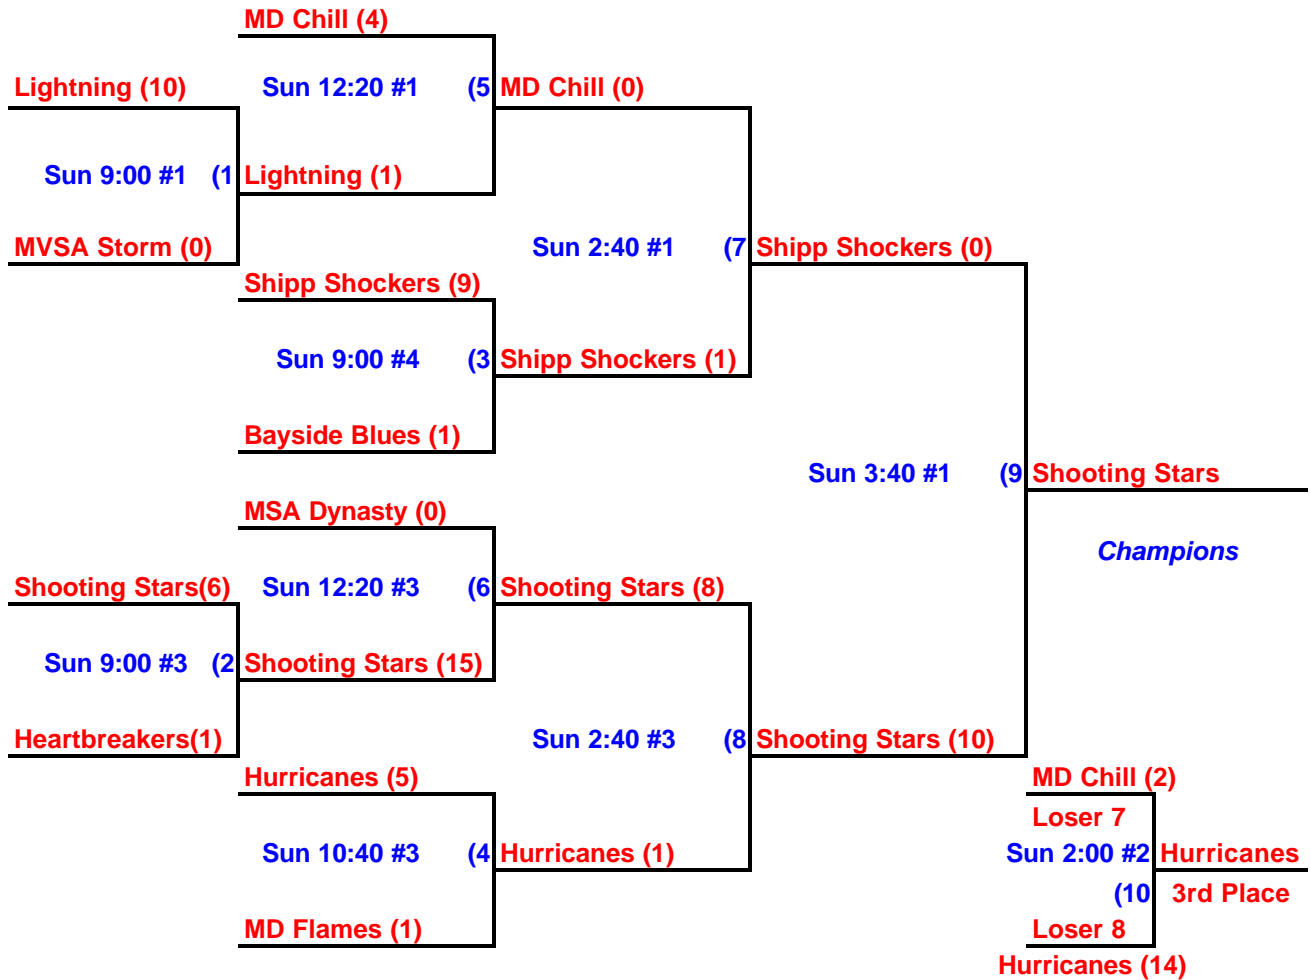 MD Chill (4)
Lightning (10)
Sun 12:20 #1 (5
MD Chill (0)
Sun 9:00 #1 (1
Lightning (1)
MVSA Storm (0)
Sun 2:40 #1 (7
Shipp Shockers (0)
Shipp Shockers (9)
Sun 9:00 #4 (3
Shipp Shockers (1)
Bayside Blues (1)
Sun 3:40 #1 (9
Shooting Stars
MSA Dynasty (0)
Champions
Shooting Stars(6)
Sun 12:20 #3 (6
Shooting Stars (8)
Sun 9:00 #3 (2
Shooting Stars (15)
Heartbreakers(1)
Sun 2:40 #3 (8
Shooting Stars (10)
Hurricanes (5)
MD Chill (2)
Loser 7
Sun 10:40 #3 (4
Hurricanes (1)
Sun 2:00 #2
Hurricanes
(10
3rd Place
MD Flames (1)
Loser 8
Hurricanes (14)